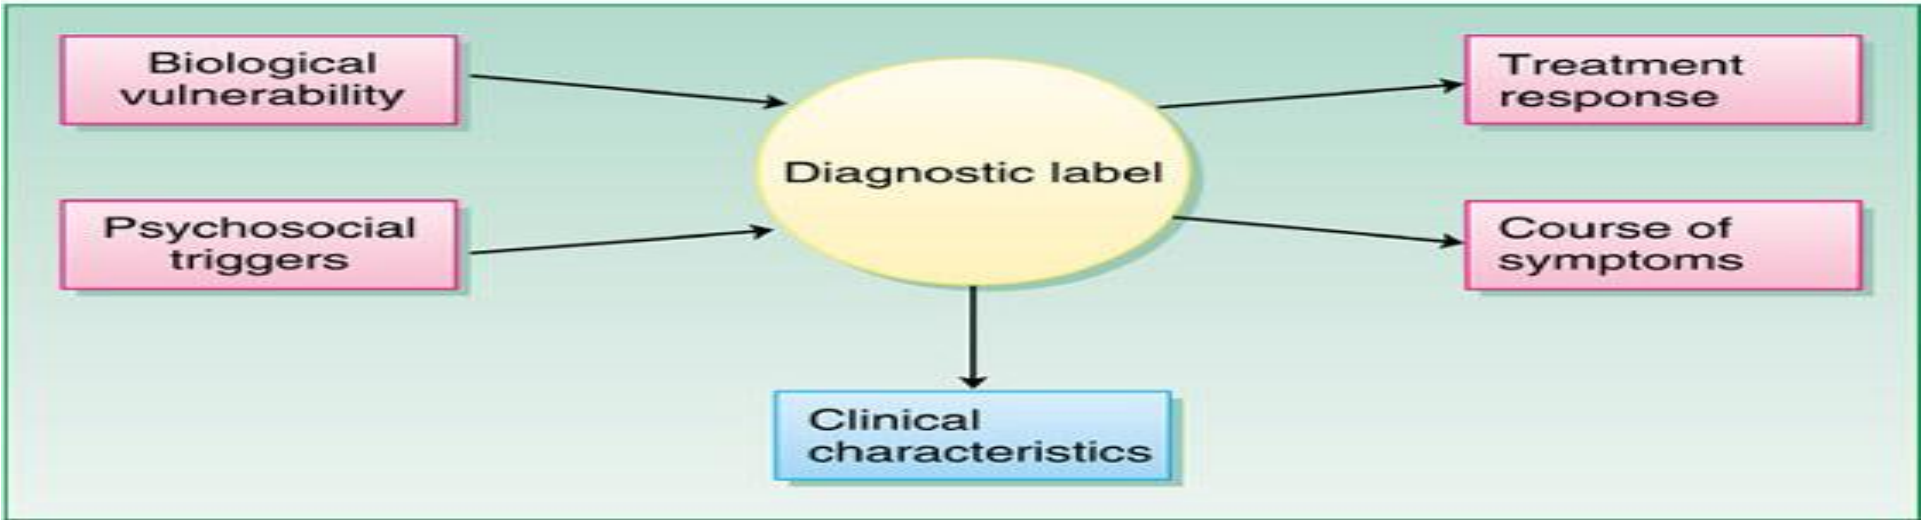 Biological
vulnerability
Psychosocial
triggers
Diagnostic label
Treatment
response
Course of
symptoms
Clinical
characteristics